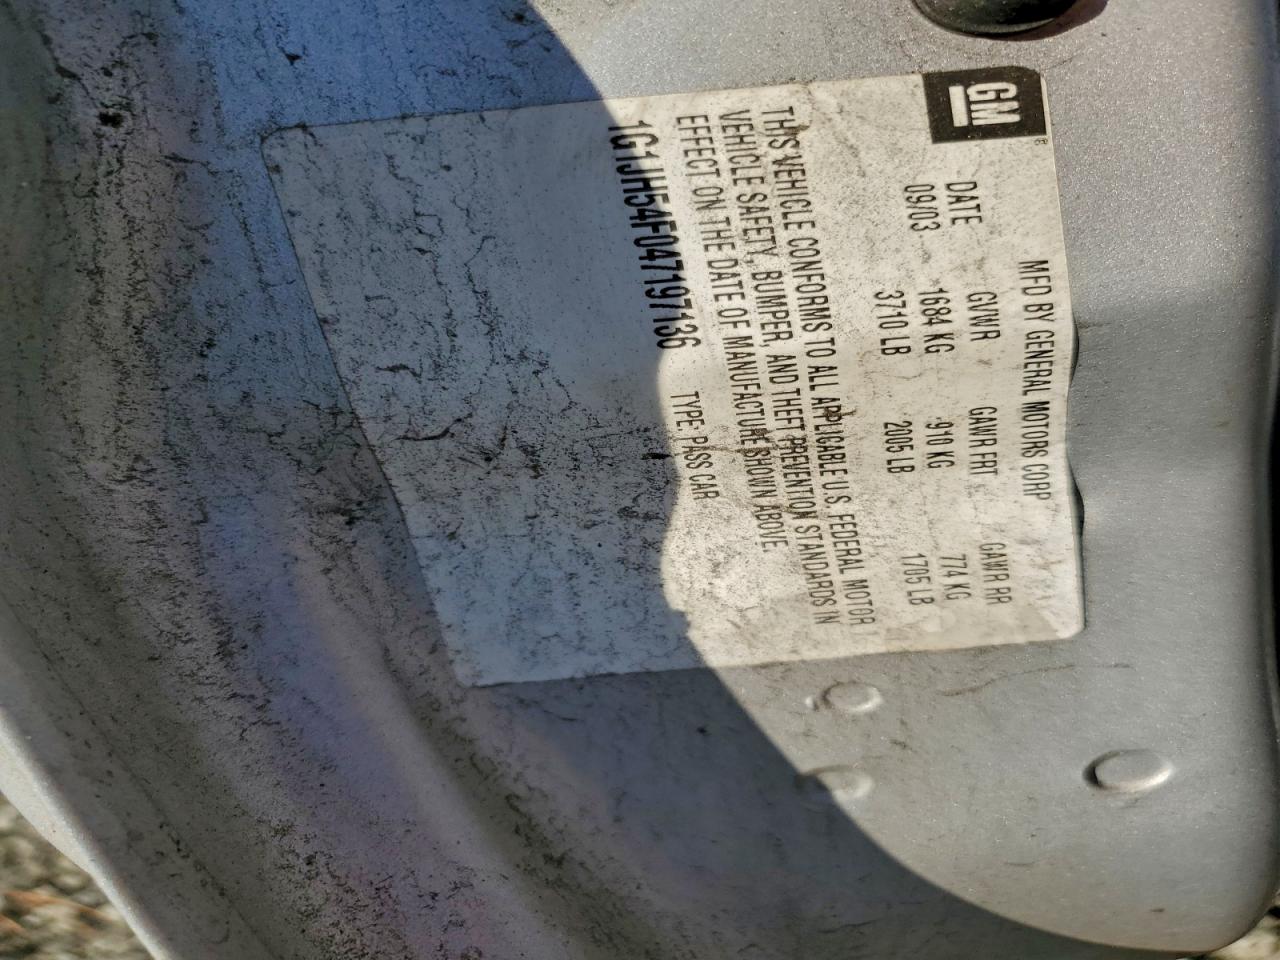 GM
MFD BY GENERAL MOTORS CORP
DATE GVWR GAWR FRT GAWR RR
09/03 1684 KG 910 KG 774 KG
3710 LB 2005 LB 1705 LB
THIS VEHICLE CONFORMS TO ALL APPLICABLE U.S. FEDERAL MOTOR
VEHICLE SAFETY, BUMPER, AND THEFT PREVENTION STANDARDS IN
EFFECT ON THE DATE OF MANUFACTURE SHOWN ABOVE
1G1JH54F047197136 TYPE: PASS CAR